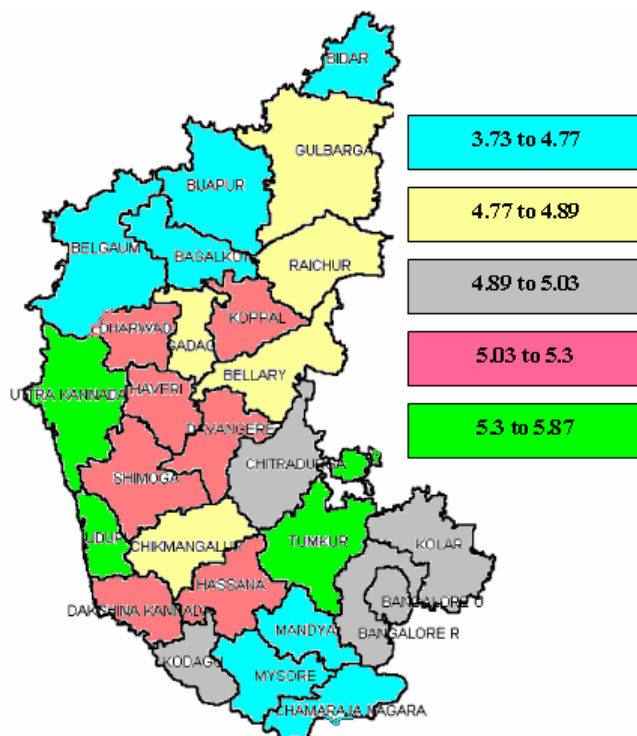 BIDAR
GULBARGA
3.73 to 4.77
BIJAPUR
4.77 to 4.89
BELGAUM
BAGALKOT
RAICHUR
4.89 to 5.03
KOPPAL
DHARWAD
GADAG
5.03 to 5.3
BELLARY
UTTRA KANNADA
HAVERI
DAVANGERE
5.3 to 5.87
CHITRADURGA
SHIMOGA
UDUPI
CHIKMANGALUR
TUMKUR
KOLAR
HASSANA
BANGALORE U
DAKSHINA KANNADA
MANDYA
BANGALORE R
KODAGU
MYSORE
CHAMARAJA NAGARA